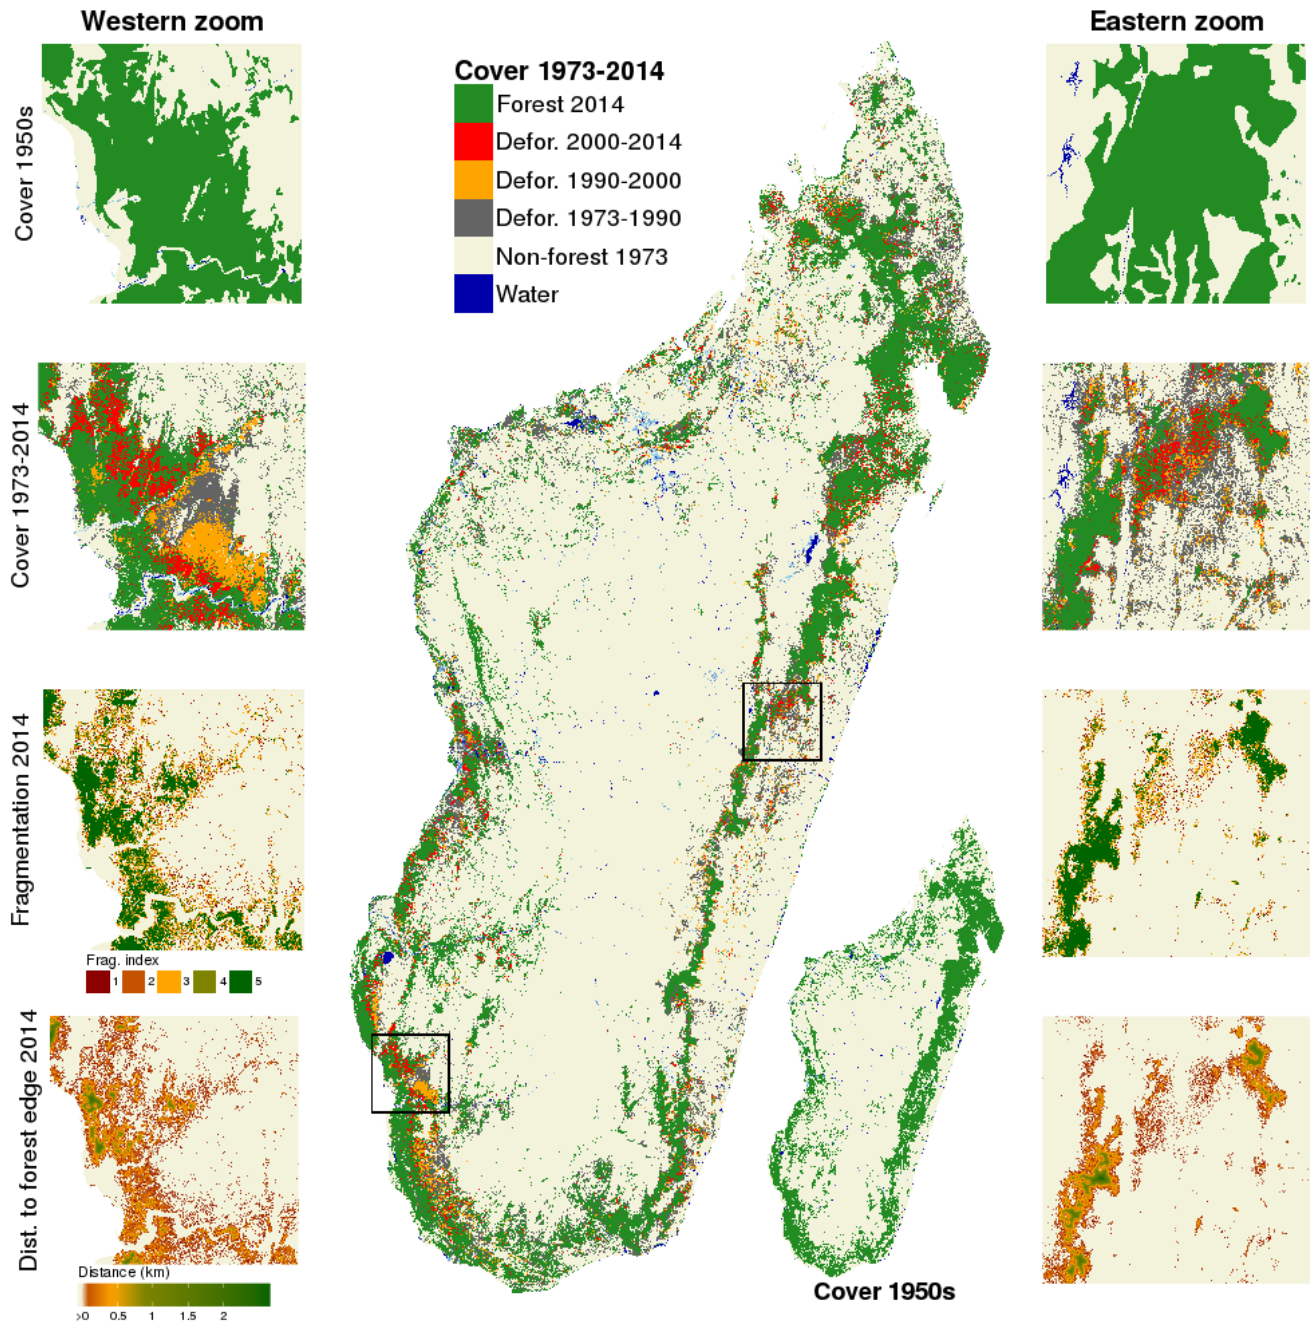 Western zoom
Eastern zoom
Cover 1950s
Cover 1973-2014
Fragmentation 2014
Dist. to forest edge 2014
Cover 1973-2014
Forest 2014
Defor. 2000-2014
Defor. 1990-2000
Defor. 1973-1990
Non-forest 1973
Water
Frag. index
1 2 3 4 5
Distance (km)
>0 0.5 1 1.5 2
Cover 1950s